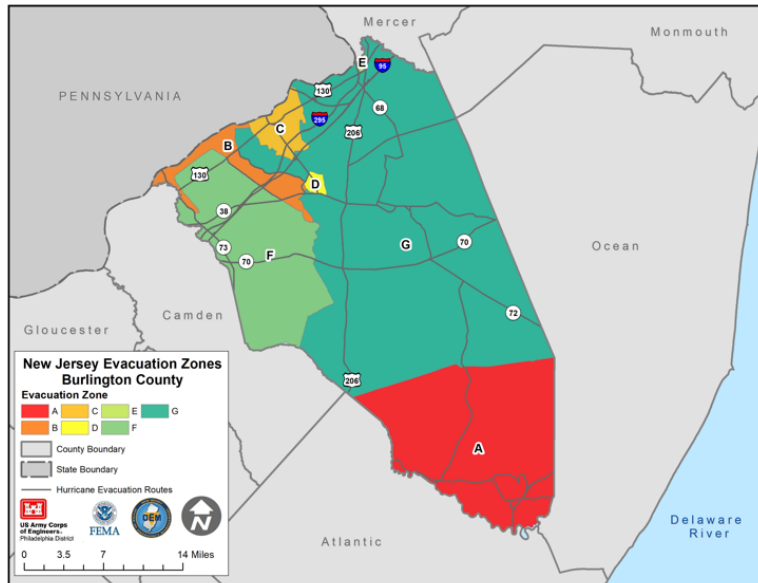 Mercer
Monmouth
PENNSYLVANIA
E
95
130
68
C
295
206
B
130
D
38
G
70
Ocean
73
70
F
Camden
72
Gloucester
New Jersey Evacuation Zones
Burlington County
Evacuation Zone
A C E G
B D F
County Boundary
State Boundary
Hurricane Evacuation Routes
206
A
US Army Corps
of Engineers
Philadelphia District
FEMA
OEM
N
Atlantic
Delaware
River
0 3.5 7 14 Miles